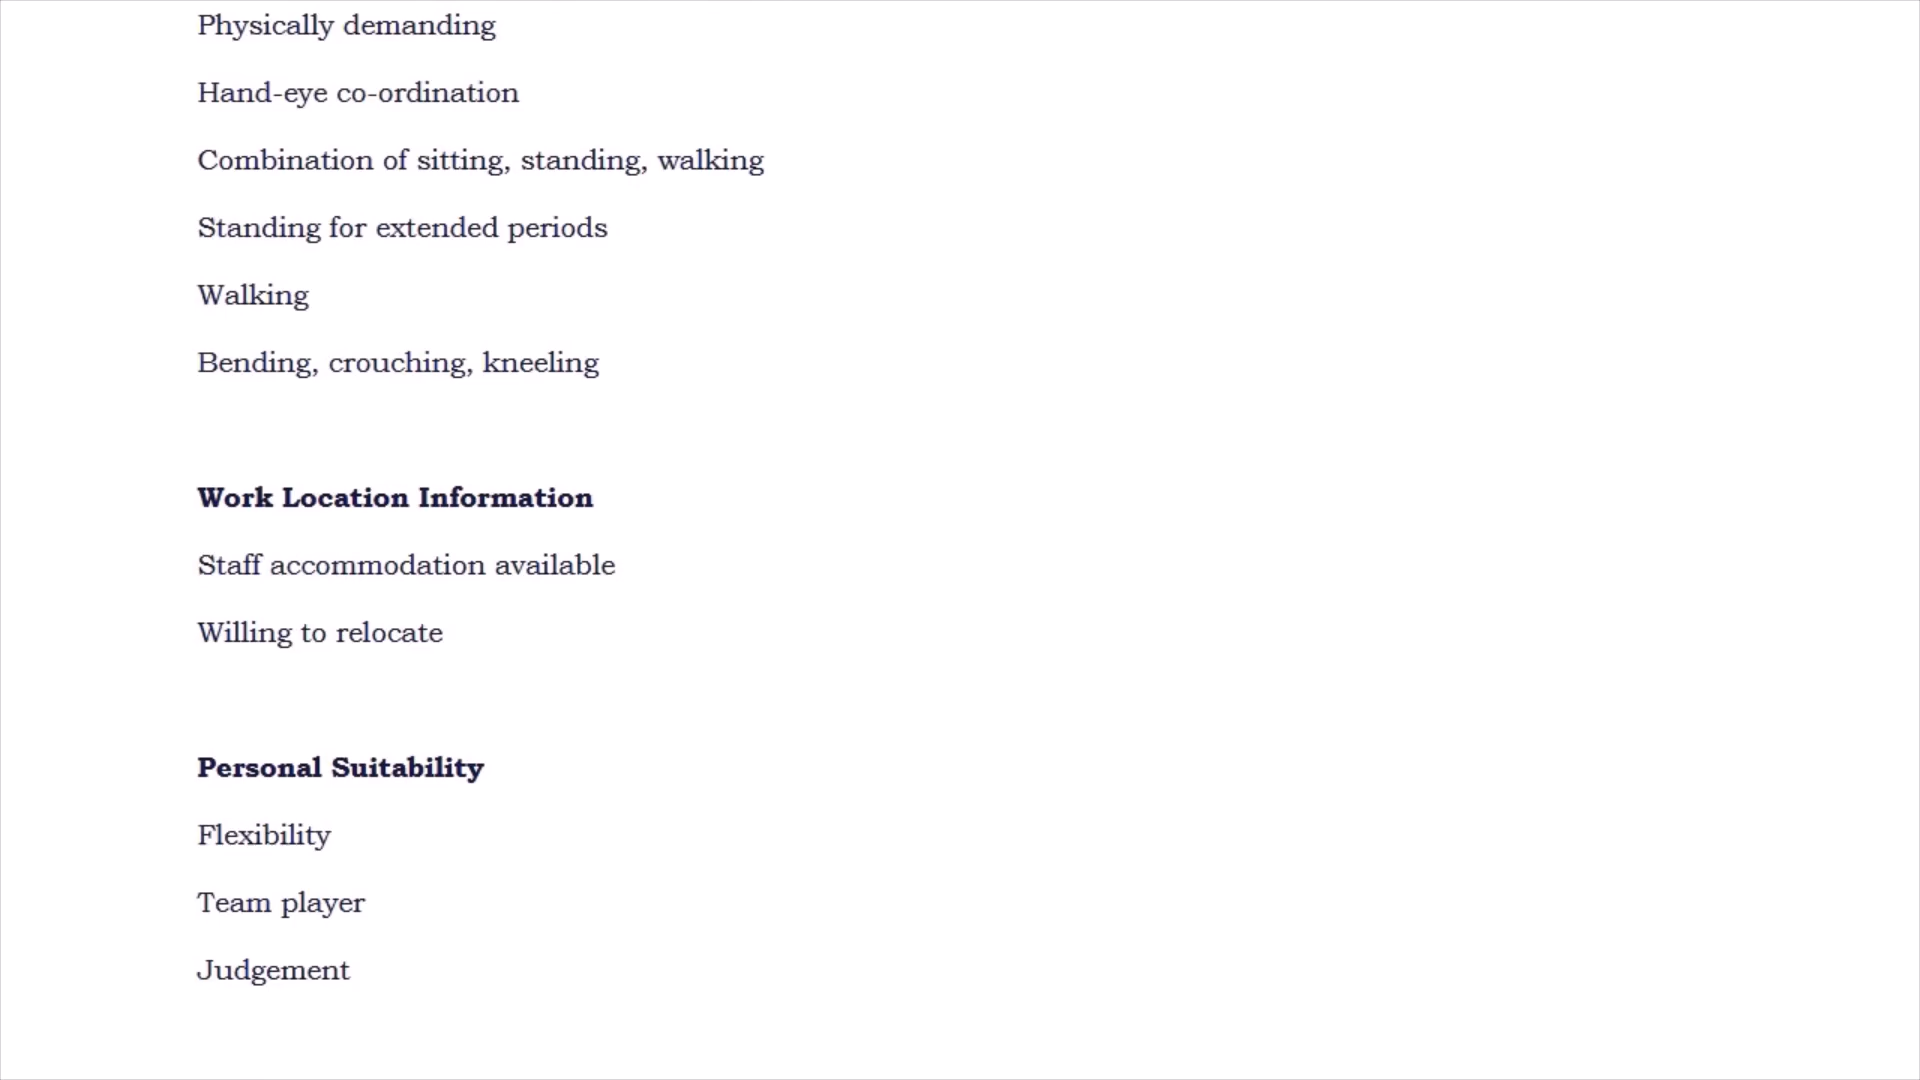 Physically demanding
Hand-eye co-ordination
Combination of sitting, standing, walking
Standing for extended periods
Walking
Bending, crouching, kneeling
Work Location Information
Staff accommodation available
Willing to relocate
Personal Suitability
Flexibility
Team player
Judgement